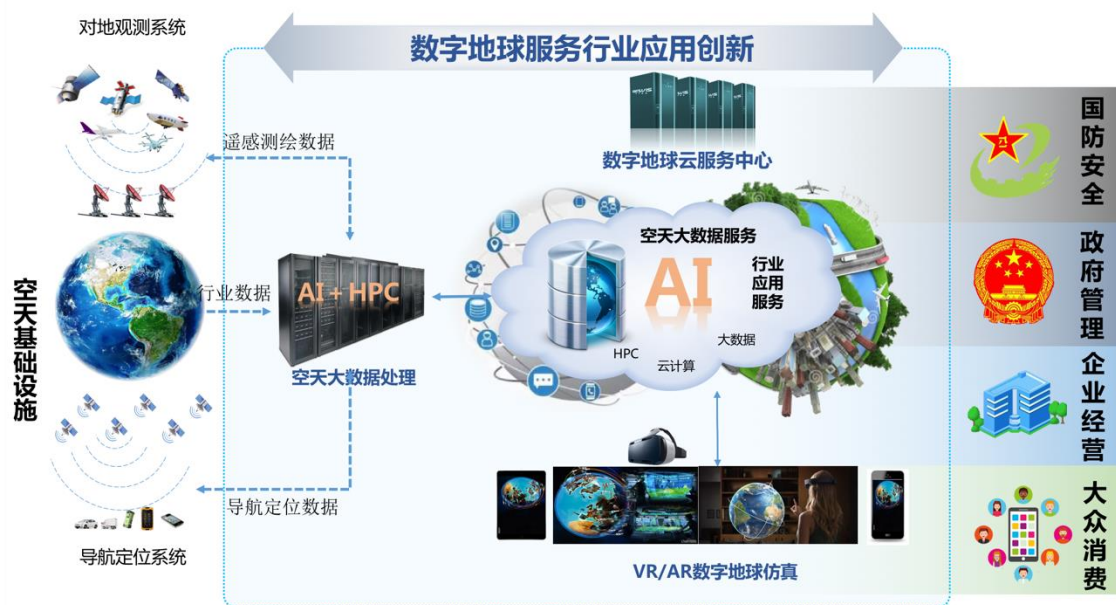 对地观测系统
数字地球服务行业应用创新
遥感测绘数据
数字地球云服务中心
国防安全
空天大数据服务
AI
行业
应用
服务
政府管理
空天基础设施
行业数据
AI + HPC
空天大数据处理
HPC
云计算
大数据
企业经营
导航定位数据
导航定位系统
VR/AR数字地球仿真
大众消费